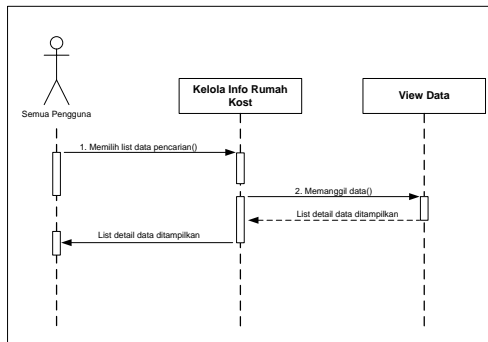 Semua Pengguna
Kelola Info Rumah
Kost
View Data
1. Memilih list data pencarian()
2. Memanggil data()
List detail data ditampilkan
List detail data ditampilkan